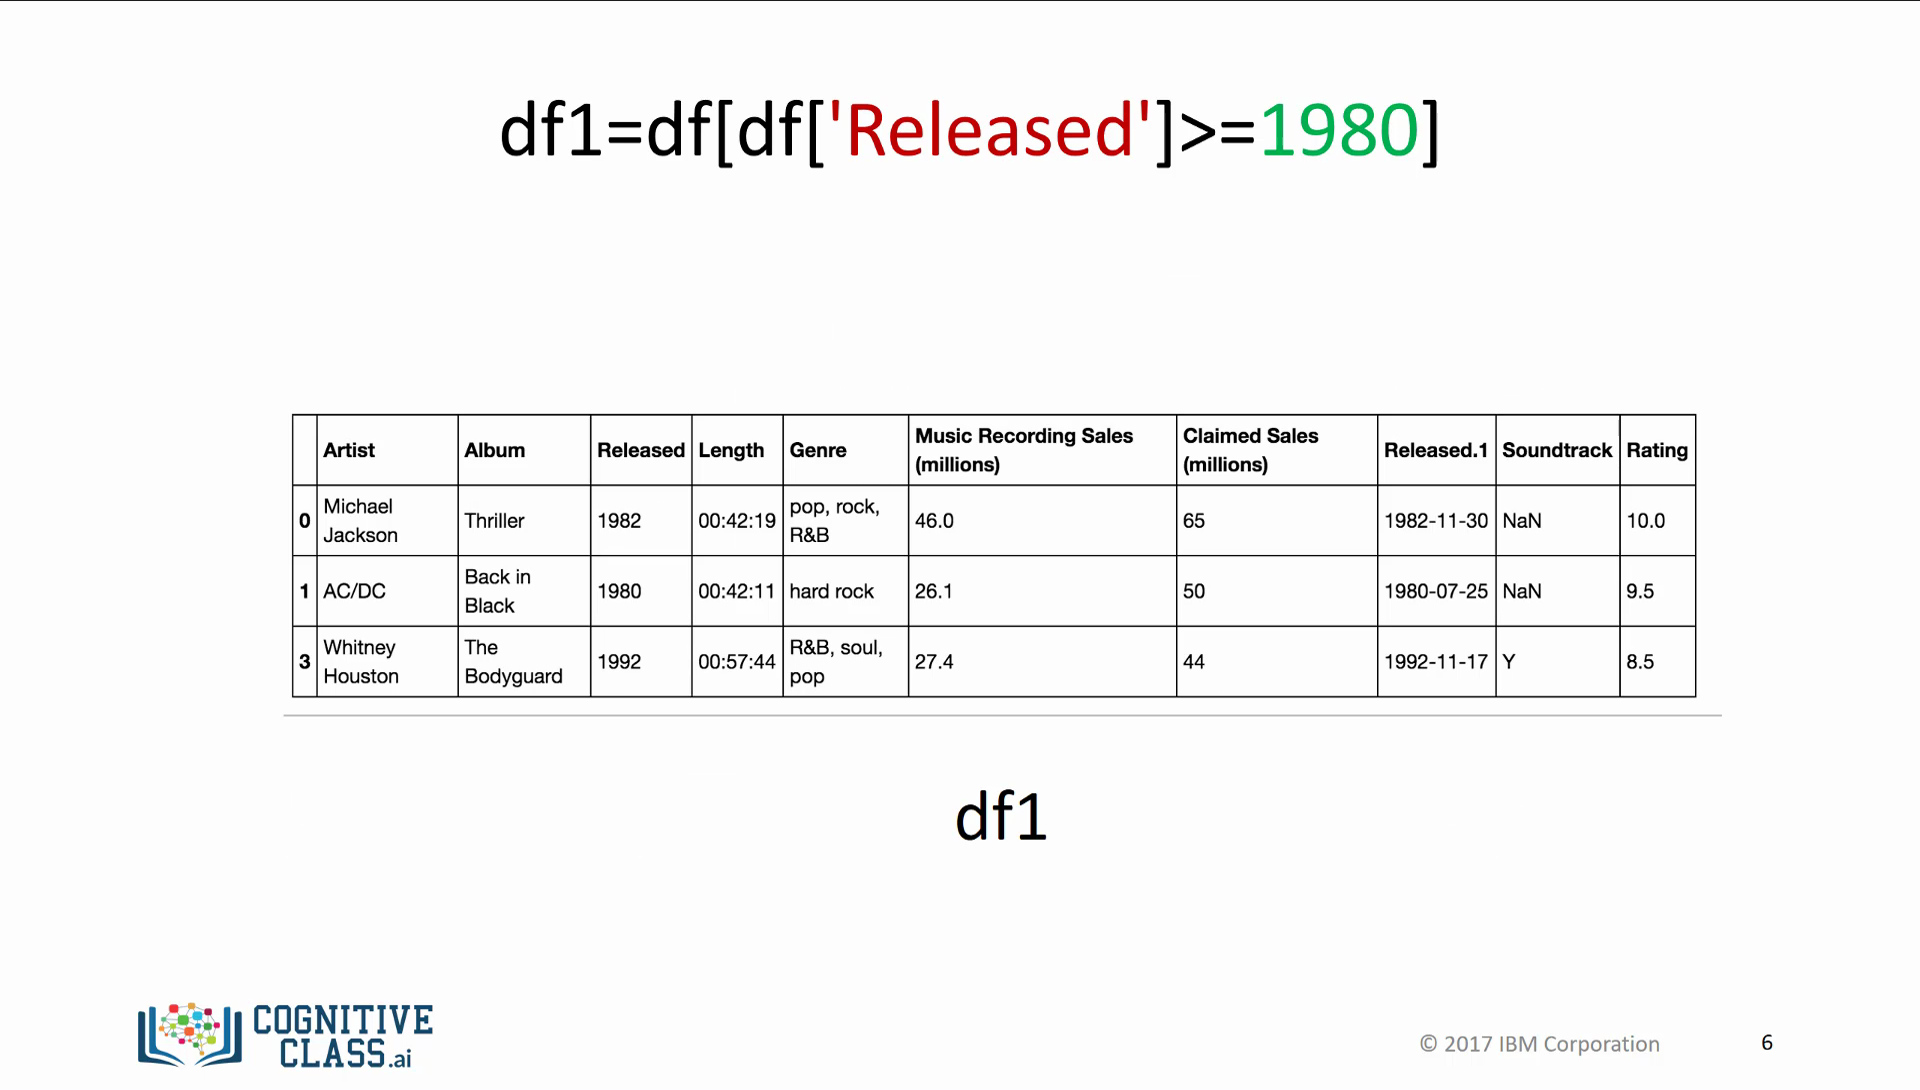 df1=df[df['Released']>=1980]
Artist Album Released Length Genre Music Recording Sales (millions) Claimed Sales (millions) Released.1 Soundtrack Rating
0 Michael Jackson Thriller 1982 00:42:19 pop, rock, R&B 46.0 65 1982-11-30 NaN 10.0
1 AC/DC Back in Black 1980 00:42:11 hard rock 26.1 50 1980-07-25 NaN 9.5
3 Whitney Houston The Bodyguard 1992 00:57:44 R&B, soul, pop 27.4 44 1992-11-17 Y 8.5
df1
COGNITIVE
CLASS.ai
© 2017 IBM Corporation 6